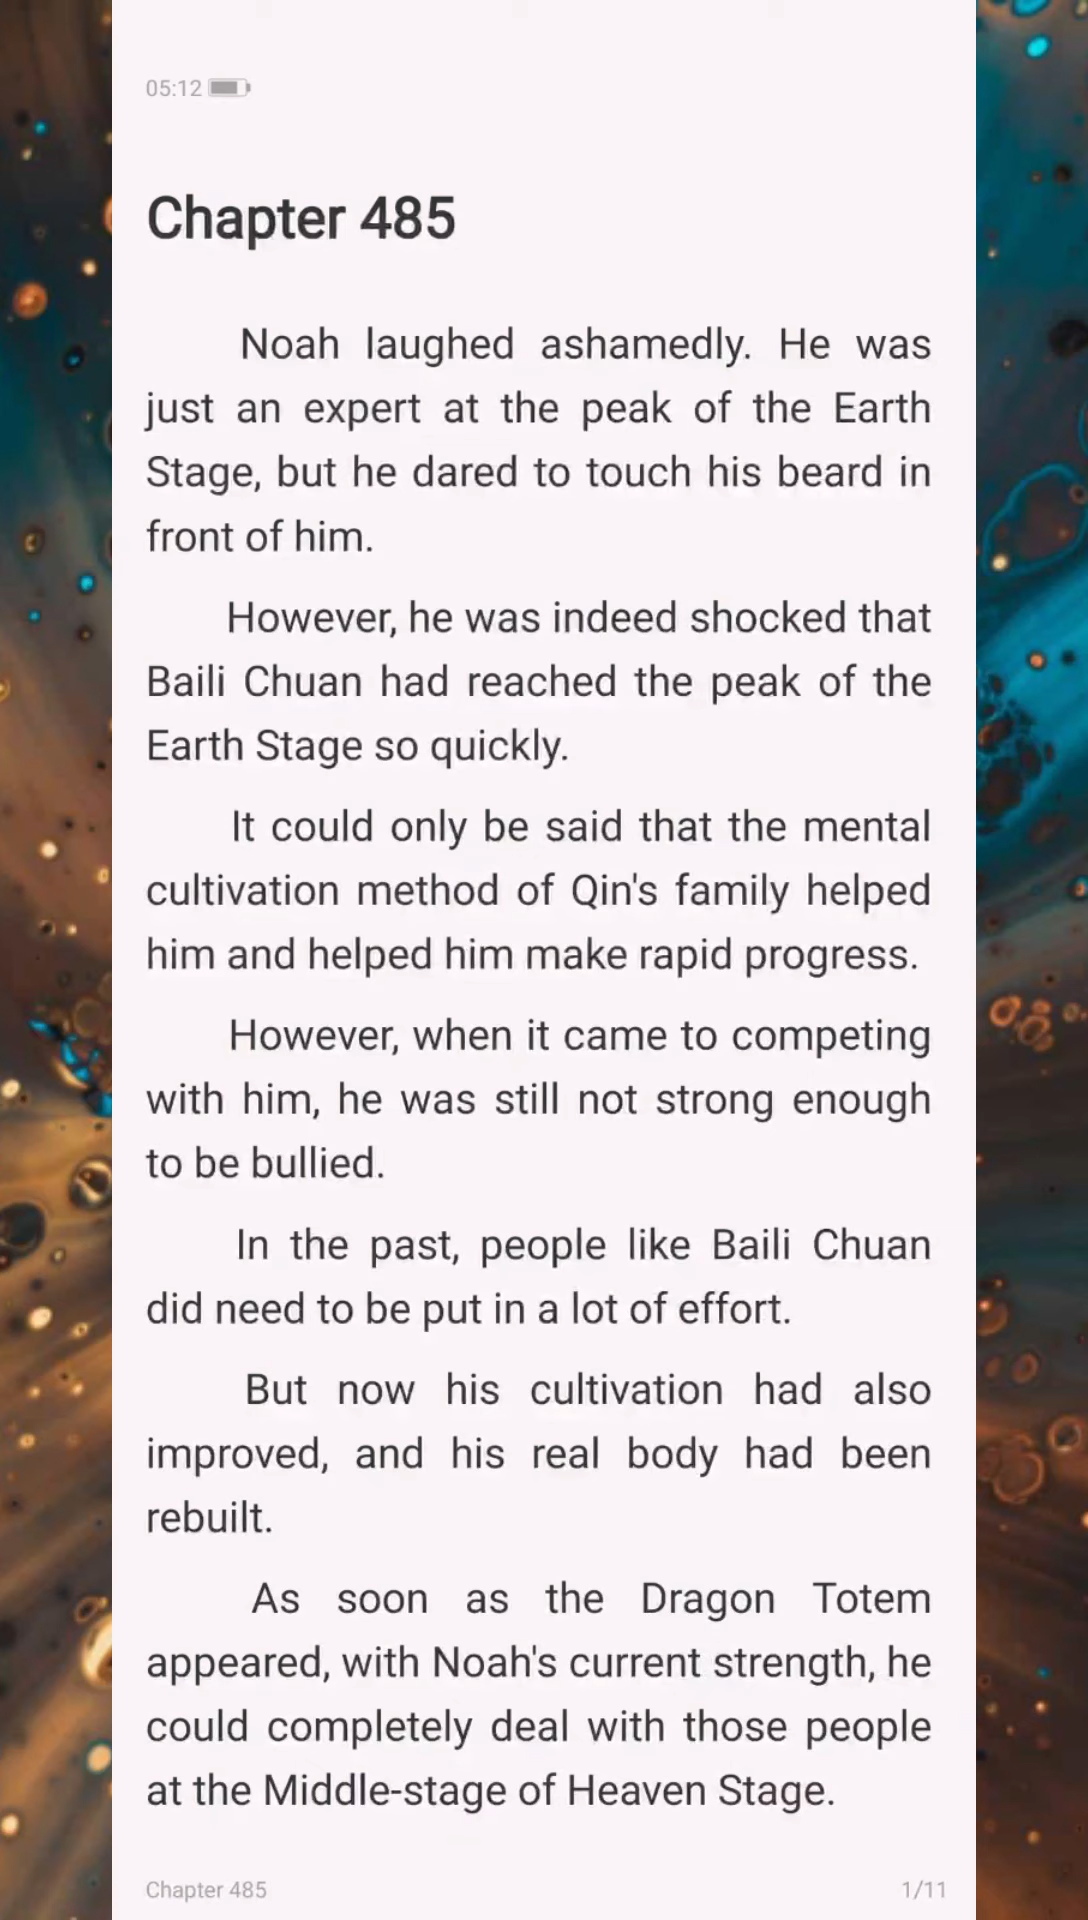 05:12
Chapter 485
Noah laughed ashamedly. He was
just an expert at the peak of the Earth
Stage, but he dared to touch his beard in
front of him.
However, he was indeed shocked that
Baili Chuan had reached the peak of the
Earth Stage so quickly.
It could only be said that the mental
cultivation method of Qin's family helped
him and helped him make rapid progress.
However, when it came to competing
with him, he was still not strong enough
to be bullied.
In the past, people like Baili Chuan
did need to be put in a lot of effort.
But now his cultivation had also
improved, and his real body had been
rebuilt.
As soon as the Dragon Totem
appeared, with Noah's current strength, he
could completely deal with those people
at the Middle-stage of Heaven Stage.
Chapter 485
1/11